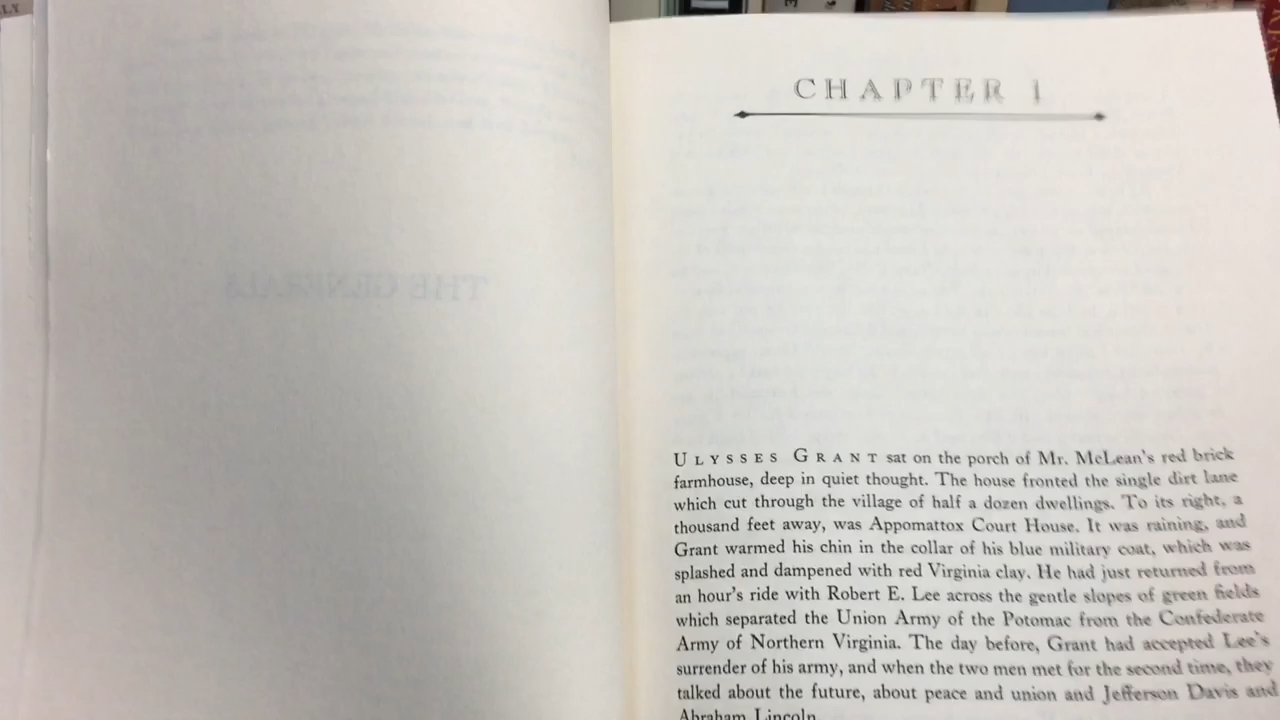 LY
THE GENERALS
CHAPTER 1
ULYSSES GRANT sat on the porch of Mr. McLean's red brick
farmhouse, deep in quiet thought. The house fronted the single dirt lane
which cut through the village of half a dozen dwellings. To its right, a
thousand feet away, was Appomattox Court House. It was raining, and
Grant warmed his chin in the collar of his blue military coat, which was
splashed and dampened with red Virginia clay. He had just returned from
an hour's ride with Robert E. Lee across the gentle slopes of green fields
which separated the Union Army of the Potomac from the Confederate
Army of Northern Virginia. The day before, Grant had accepted Lee's
surrender of his army, and when the two men met for the second time, they
talked about the future, about peace and union and Jefferson Davis and
Abraham Lincoln.